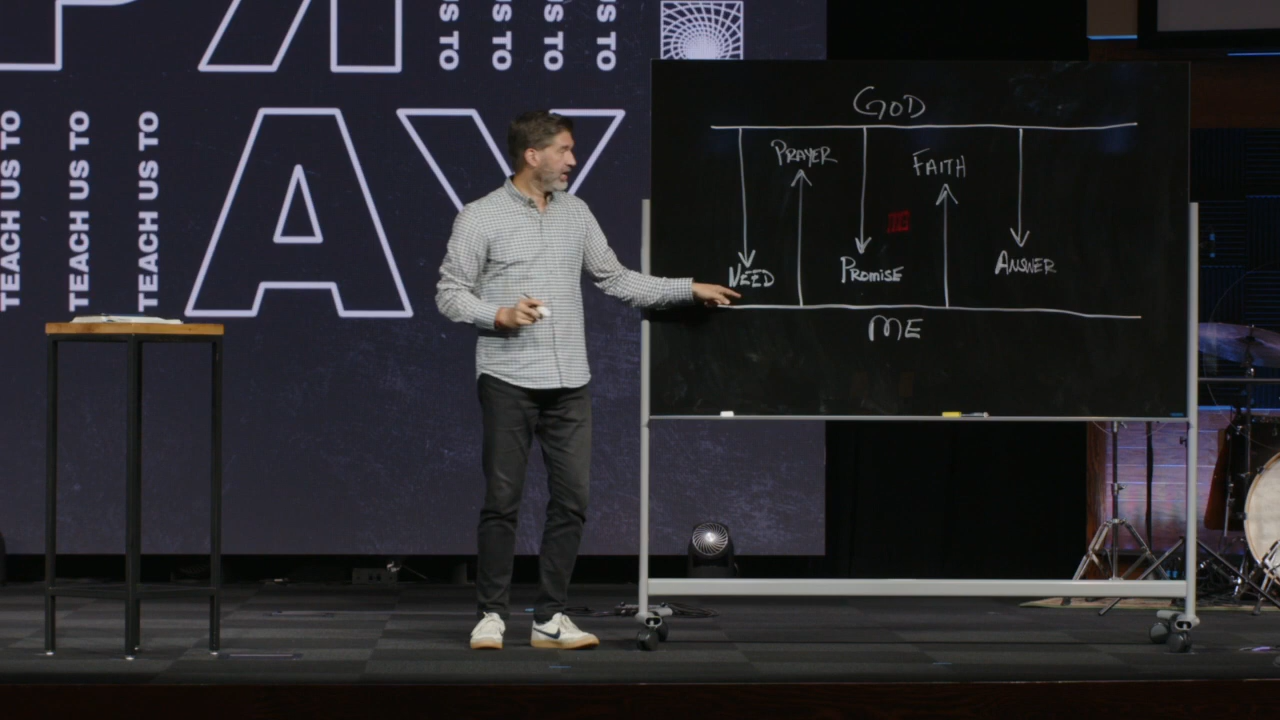 PR
US TO
US TO
US TO
US TO
AY
TEACH US TO
TEACH US TO
TEACH US TO
GOD
PRAYER
FAITH
NEED
PROMISE
ANSWER
ME